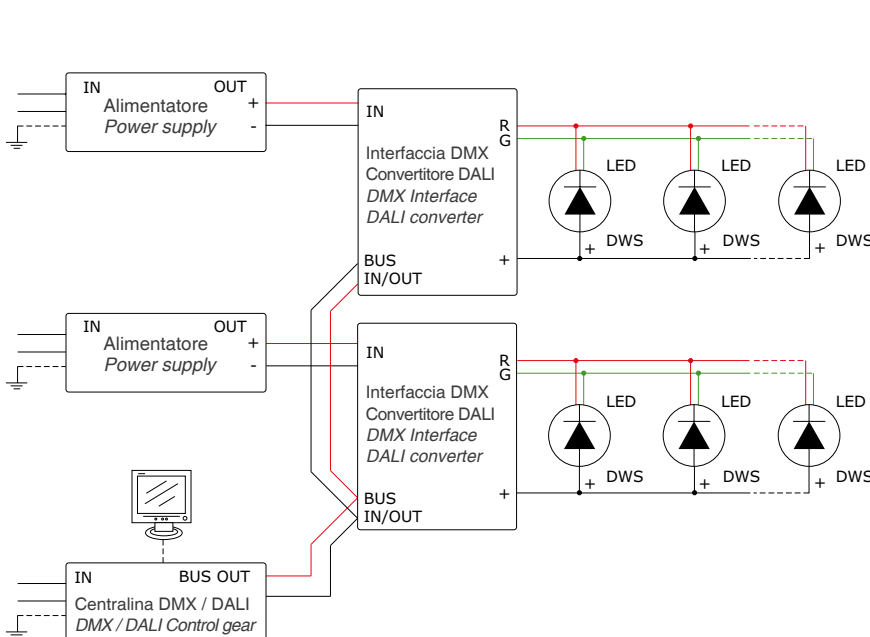 IN OUT
Alimentatore +
Power supply -
IN
Interfaccia DMX
Convertitore DALI
DMX Interface
DALI converter
BUS
IN/OUT
R
G
+
LED LED LED
+ DWS + DWS + DWS
IN OUT
Alimentatore +
Power supply -
IN
Interfaccia DMX
Convertitore DALI
DMX Interface
DALI converter
BUS
IN/OUT
R
G
+
LED LED LED
+ DWS + DWS + DWS
IN BUS OUT
Centralina DMX / DALI
DMX / DALI Control gear